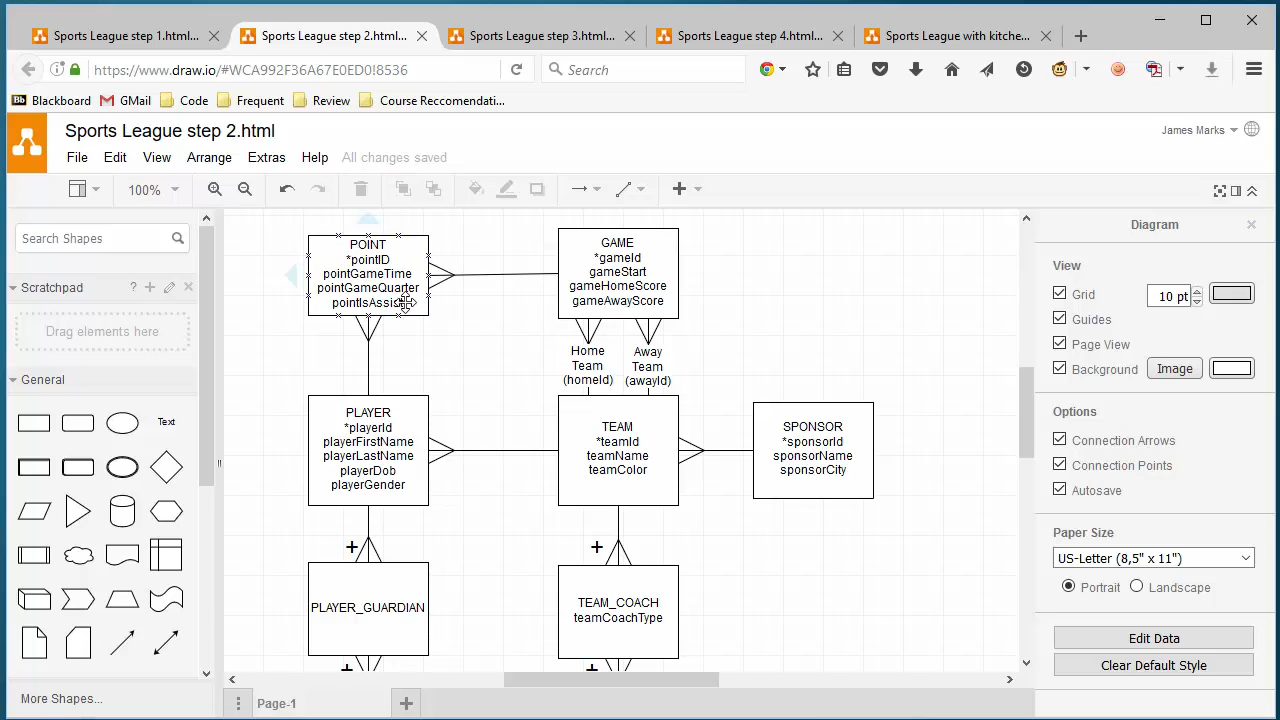 Sports League step 1.html...
Sports League step 2.html...
Sports League step 3.html...
Sports League step 4.html...
Sports League with kitche...
https://www.draw.io/#WCA992F36A67E0ED0!8536
Search
Bb Blackboard
GMail
Code
Frequent
Review
Course Reccomendati...
Sports League step 2.html
James Marks
File
Edit
View
Arrange
Extras
Help
All changes saved
100%
Search Shapes
Scratchpad
Drag elements here
General
Text
More Shapes...
POINT
*pointID
pointGameTime
pointGameQuarter
GAME
*gameId
gameStart
gameHomeScore
gameAwayScore
Home
Team
(homeId)
Away
Team
(awayId)
PLAYER
*playerId
playerFirstName
playerLastName
playerDob
playerGender
TEAM
*teamId
teamName
teamColor
SPONSOR
*sponsorId
sponsorName
sponsorCity
+
+
PLAYER_GUARDIAN
TEAM_COACH
teamCoachType
Page-1
Diagram
View
Grid
10 pt
Guides
Page View
Background
Image
Options
Connection Arrows
Connection Points
Autosave
Paper Size
US-Letter (8,5" x 11")
Portrait
Landscape
Edit Data
Clear Default Style